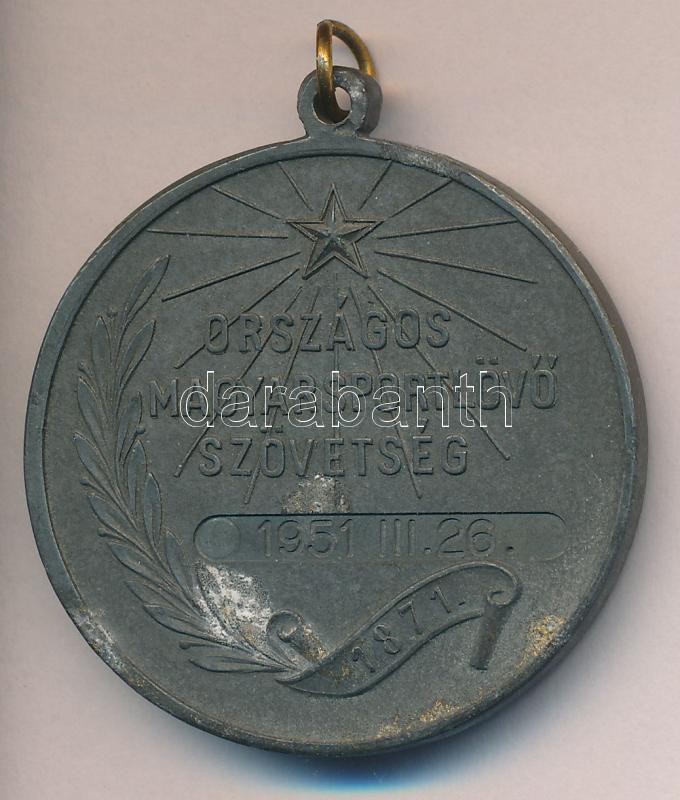 ORSZÁGOS
MAGYAR SPORTLÖVŐ
darabanth
SZÖVETSÉG
1951 III.26.
1871.